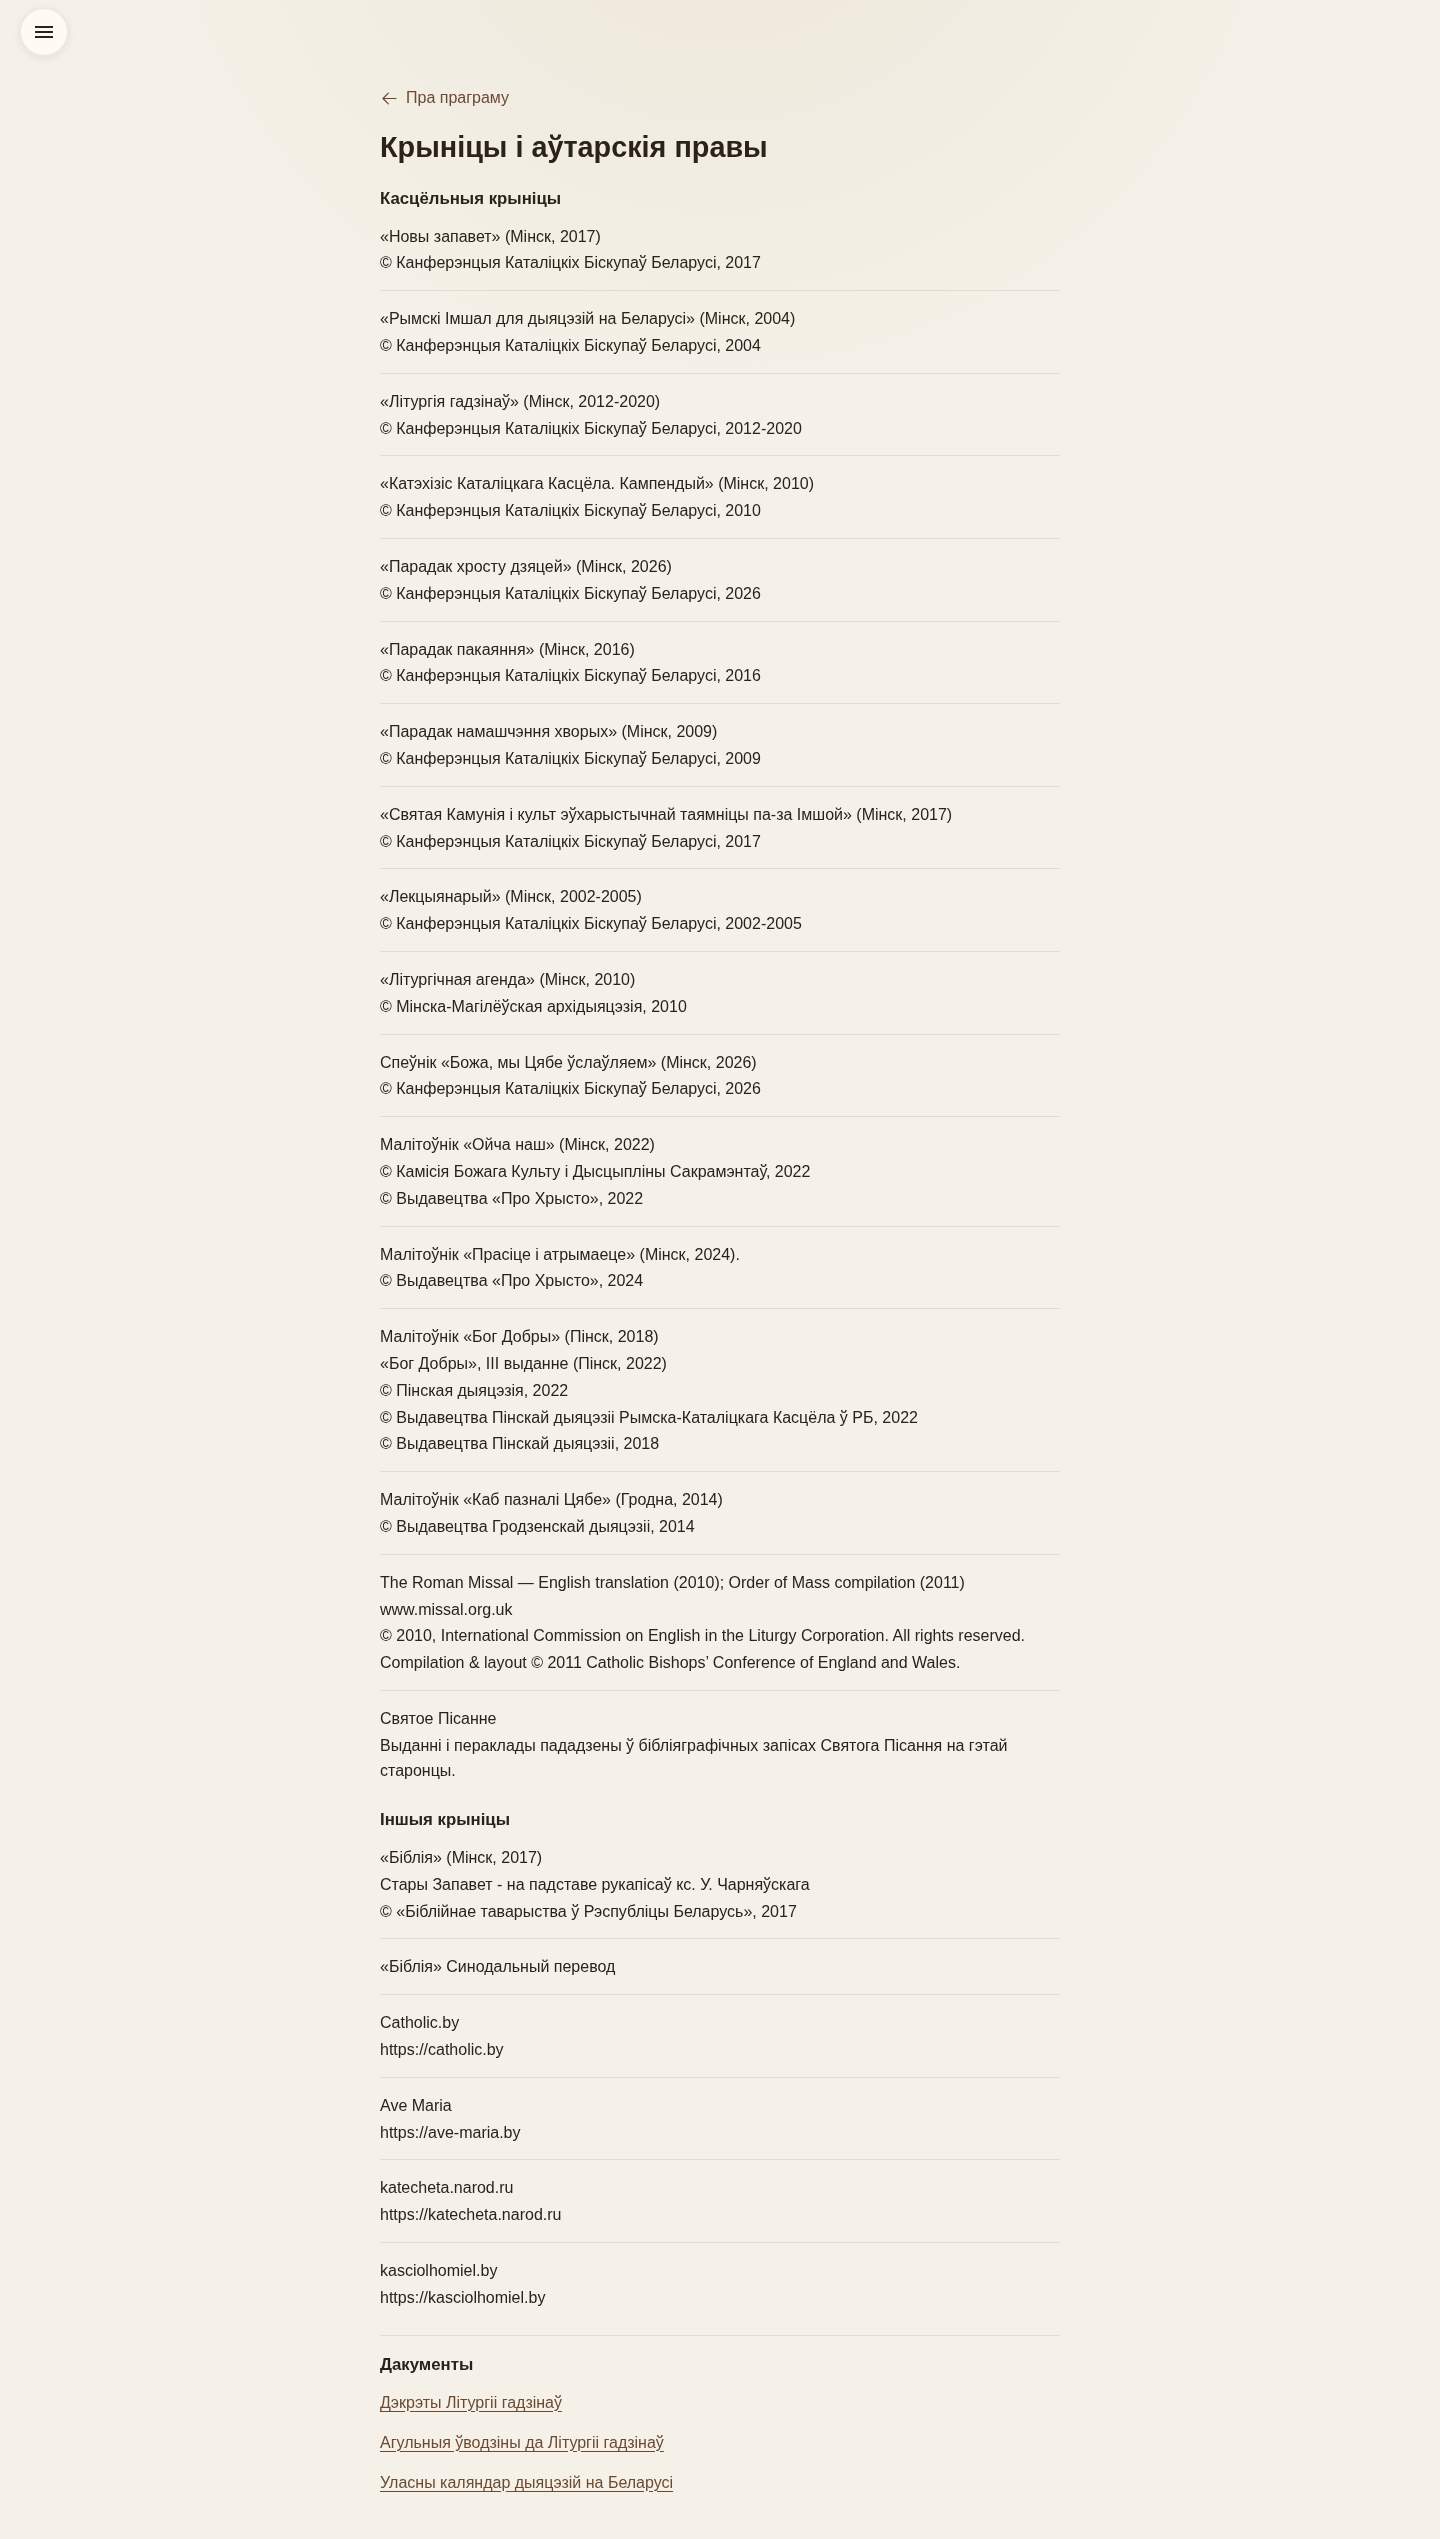 Пра праграму
Крыніцы і аўтарскія правы
Касцёльныя крыніцы
«Новы запавет» (Мінск, 2017)
© Канферэнцыя Каталіцкіх Біскупаў Беларусі, 2017
«Рымскі Імшал для дыяцэзій на Беларусі» (Мінск, 2004)
© Канферэнцыя Каталіцкіх Біскупаў Беларусі, 2004
«Літургія гадзінаў» (Мінск, 2012-2020)
© Канферэнцыя Каталіцкіх Біскупаў Беларусі, 2012-2020
«Катэхізіс Каталіцкага Касцёла. Кампендый» (Мінск, 2010)
© Канферэнцыя Каталіцкіх Біскупаў Беларусі, 2010
«Парадак хросту дзяцей» (Мінск, 2026)
© Канферэнцыя Каталіцкіх Біскупаў Беларусі, 2026
«Парадак пакаяння» (Мінск, 2016)
© Канферэнцыя Каталіцкіх Біскупаў Беларусі, 2016
«Парадак намашчэння хворых» (Мінск, 2009)
© Канферэнцыя Каталіцкіх Біскупаў Беларусі, 2009
«Святая Камунія і культ эўхарыстычнай таямніцы па-за Імшой» (Мінск, 2017)
© Канферэнцыя Каталіцкіх Біскупаў Беларусі, 2017
«Лекцыянарый» (Мінск, 2002-2005)
© Канферэнцыя Каталіцкіх Біскупаў Беларусі, 2002-2005
«Літургічная агенда» (Мінск, 2010)
© Мінска-Магілёўская архідыяцэзія, 2010
Спеўнік «Божа, мы Цябе ўслаўляем» (Мінск, 2026)
© Канферэнцыя Каталіцкіх Біскупаў Беларусі, 2026
Малітоўнік «Ойча наш» (Мінск, 2022)
© Камісія Божага Культу і Дысцыпліны Сакрамэнтаў, 2022
© Выдавецтва «Про Хрысто», 2022
Малітоўнік «Прасіце і атрымаеце» (Мінск, 2024).
© Выдавецтва «Про Хрысто», 2024
Малітоўнік «Бог Добры» (Пінск, 2018)
«Бог Добры», III выданне (Пінск, 2022)
© Пінская дыяцэзія, 2022
© Выдавецтва Пінскай дыяцэзіі Рымска-Каталіцкага Касцёла ў РБ, 2022
© Выдавецтва Пінскай дыяцэзіі, 2018
Малітоўнік «Каб пазналі Цябе» (Гродна, 2014)
© Выдавецтва Гродзенскай дыяцэзіі, 2014
The Roman Missal — English translation (2010); Order of Mass compilation (2011)
www.missal.org.uk
© 2010, International Commission on English in the Liturgy Corporation. All rights reserved.
Compilation & layout © 2011 Catholic Bishops’ Conference of England and Wales.
Святое Пісанне
Выданні і пераклады пададзены ў бібліяграфічных запісах Святога Пісання на гэтай
старонцы.
Іншыя крыніцы
«Біблія» (Мінск, 2017)
Стары Запавет - на падставе рукапісаў кс. У. Чарняўскага
© «Біблійнае таварыства ў Рэспубліцы Беларусь», 2017
«Біблія» Синодальный перевод
Catholic.by
https://catholic.by
Ave Maria
https://ave-maria.by
katecheta.narod.ru
https://katecheta.narod.ru
kasciolhomiel.by
https://kasciolhomiel.by
Дакументы
Дэкрэты Літургіі гадзінаў
Агульныя ўводзіны да Літургіі гадзінаў
Уласны каляндар дыяцэзій на Беларусі